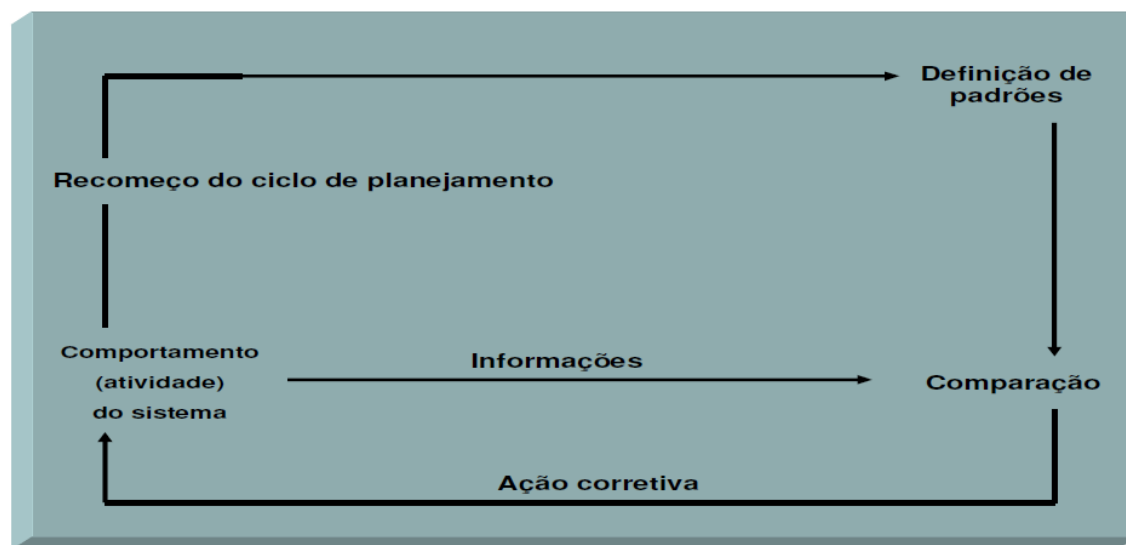 Definição de
padrões
Recomeço do ciclo de planejamento
Comportamento
(atividade)
do sistema
Informações
Comparação
Ação corretiva